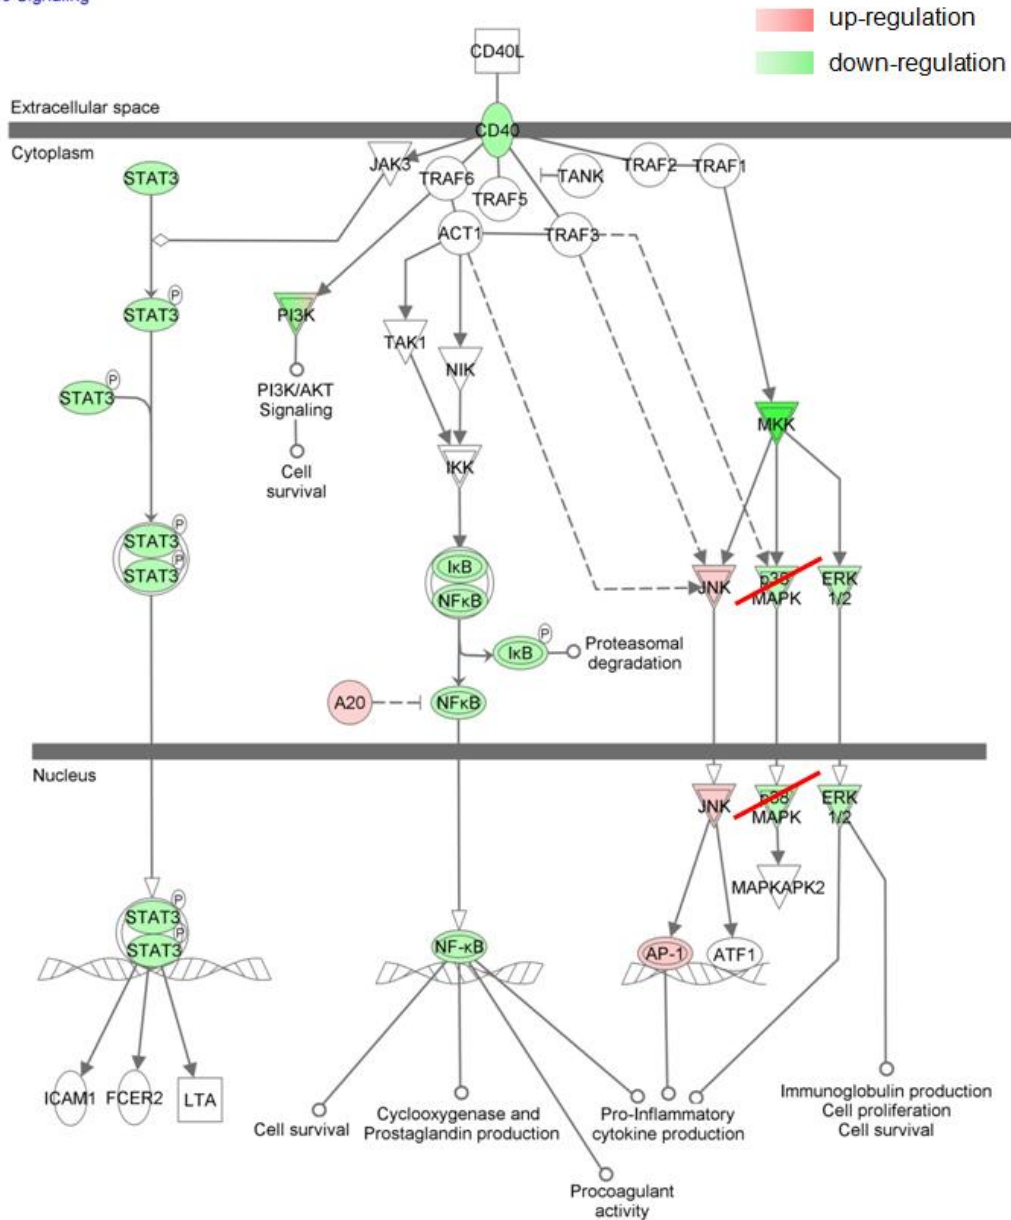 Signaling
up-regulation
down-regulation
CD40L
Extracellular space
CD40
Cytoplasm
STAT3
JAK3
TRAF6
TRAF5
TANK
TRAF2
TRAF1
ACT1
TRAF3
P
STAT3
PI3K
TAK1
NIK
P
STAT3
PI3K/AKT
Signaling
MKK
IKK
Cell
survival
P
STAT3
P
STAT3
IκB
NFκB
JNK
p38
MAPK
ERK
1/2
P
IκB
Proteasomal
degradation
A20
NFκB
Nucleus
JNK
p38
MAPK
ERK
1/2
MAPKAPK2
P
STAT3
P
STAT3
NF-κB
AP-1
ATF1
ICAM1
FCER2
LTA
Cell survival
Cyclooxygenase and
Prostaglandin production
Pro-Inflammatory
cytokine production
Immunoglobulin production
Cell proliferation
Cell survival
Procoagulant
activity